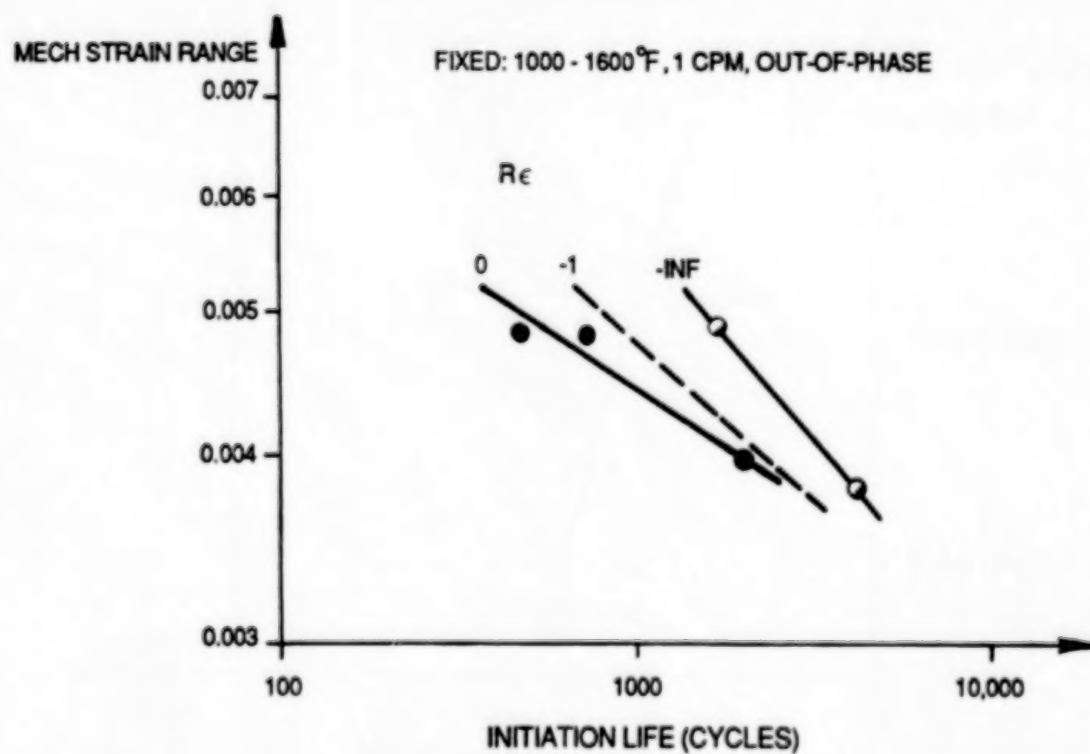 MECH STRAIN RANGE
FIXED: 1000 - 1600°F, 1 CPM, OUT-OF-PHASE
0.007
Rϵ
0.006
0
-1
-INF
0.005
0.004
0.003
100
1000
10,000
INITIATION LIFE (CYCLES)